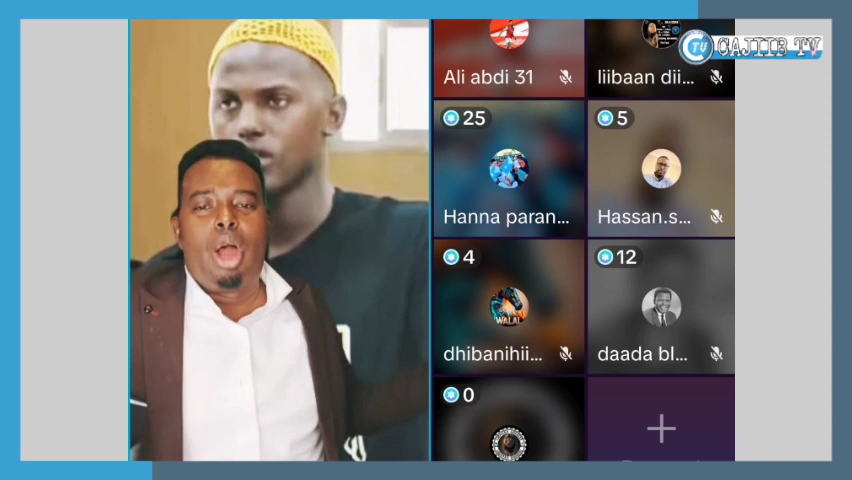 CAJIIB TV
CTV
Ali abdi 31
liibaan dii...
25
5
Hanna paran...
Hassan.s...
4
12
WALAL
dhibanihii...
daada bl...
0